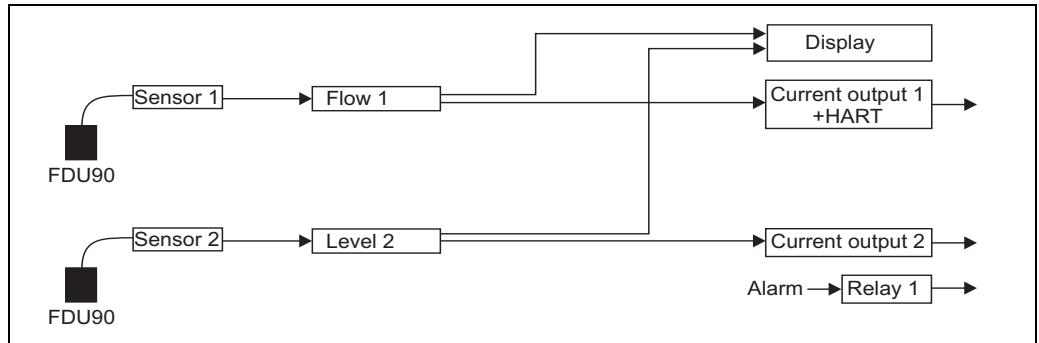 Display
Sensor 1
Flow 1
Current output 1
+HART
FDU90
Sensor 2
Level 2
Current output 2
Alarm
Relay 1
FDU90